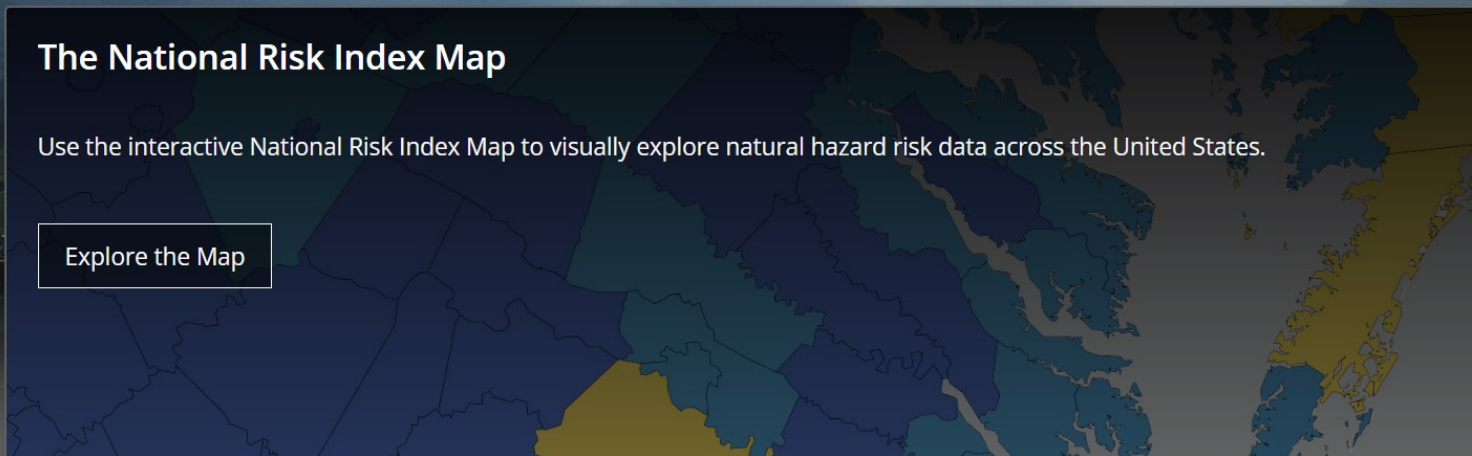 The National Risk Index Map
Use the interactive National Risk Index Map to visually explore natural hazard risk data across the United States.
Explore the Map